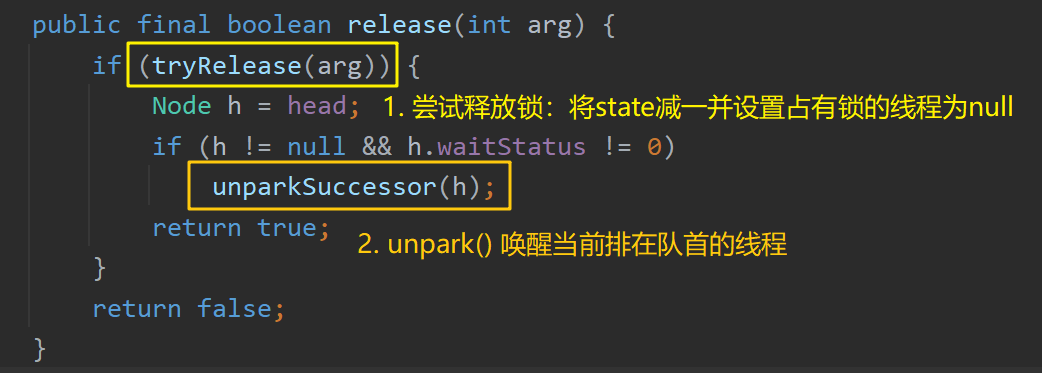 public final boolean release(int arg) {
if (tryRelease(arg)) {
Node h = head; 1. 尝试释放锁：将state减一并设置占有锁的线程为null
if (h != null && h.waitStatus != 0)
unparkSuccessor(h);
return true; 2. unpark() 唤醒当前排在队首的线程
}
return false;
}